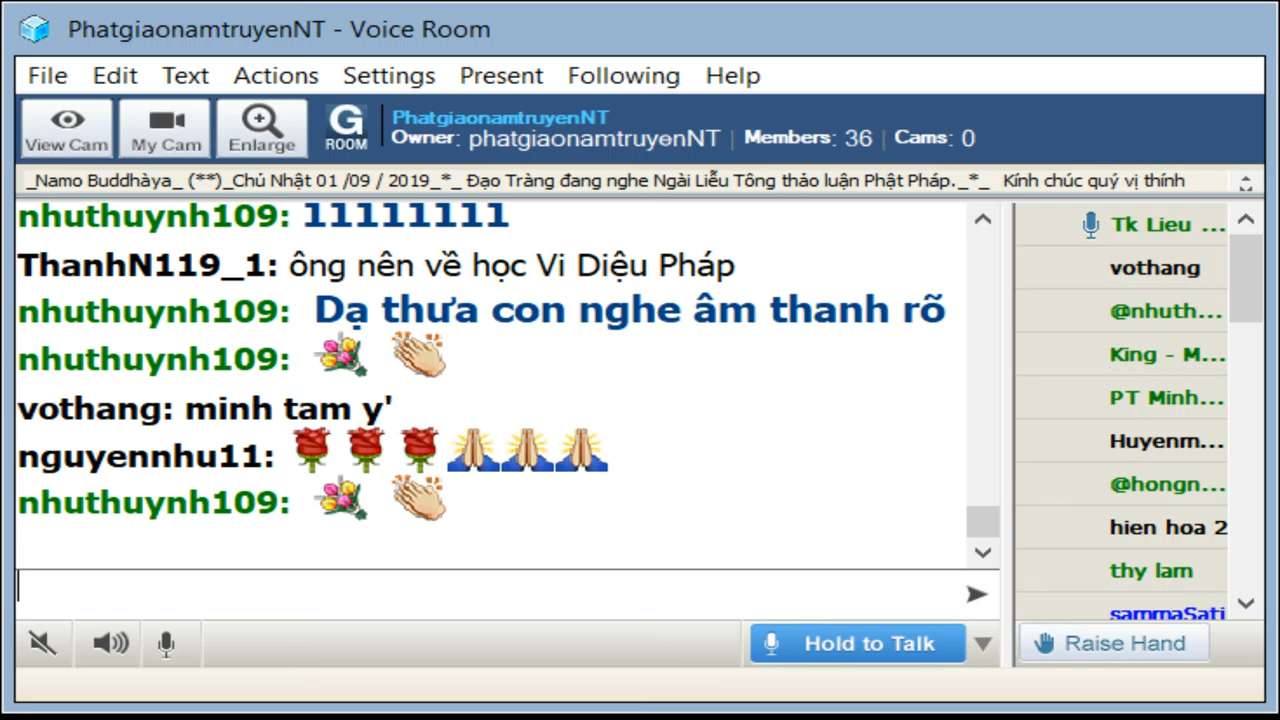 PhatgiaonamtruyenNT - Voice Room
File Edit Text Actions Settings Present Following Help
View Cam My Cam Enlarge G ROOM
PhatgiaonamtruyenNT
Owner: phatgiaonamtruyenNT | Members: 36 | Cams: 0
_Namo Buddhàya_ (**)_Chủ Nhật 01 /09 / 2019_*_ Đạo Tràng đang nghe Ngài Liễu Tông thảo luận Phật Pháp._*_ Kính chúc quý vị thính
nhuthuynh109: 11111111
ThanhN119_1: ông nên về học Vi Diệu Pháp
nhuthuynh109: Dạ thưa con nghe âm thanh rõ
nhuthuynh109:
vothang: minh tam y'
nguyennhu11:
nhuthuynh109:
Tk Lieu ...
vothang
@nhuth...
King - M...
PT Minh...
Huyenm...
@hongn...
hien hoa 2
thy lam
sammaSati
Hold to Talk
Raise Hand